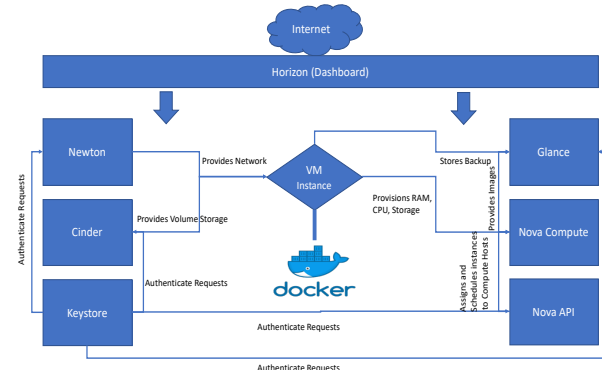 Internet
Horizon (Dashboard)
Newton
Provides Network
VM
Instance
Stores Backup
Glance
Authenticate Requests
Provides Images
Provisions RAM,
CPU, Storage
Cinder
Provides Volume Storage
Nova Compute
docker
Assigns and
Schedules instances
to Compute Hosts
Authenticate Requests
Keystore
Nova API
Authenticate Requests
Authenticate Requests